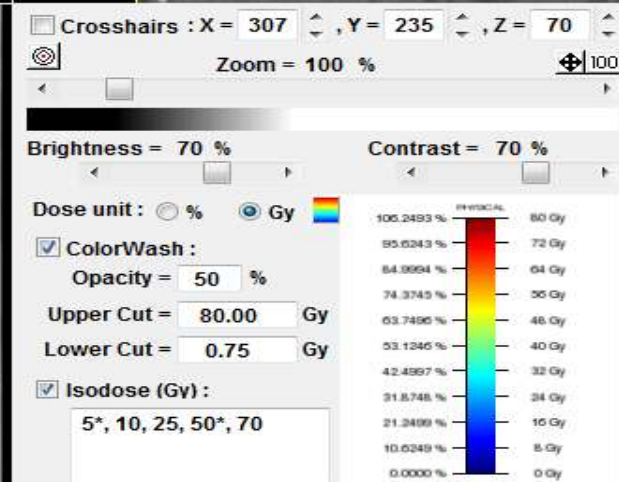 Crosshairs : X = 307 , Y = 235 , Z = 70
Zoom = 100 % 100
Brightness = 70 % Contrast = 70 %
Dose unit : % Gy
ColorWash :
Opacity = 50 %
Upper Cut = 80.00 Gy
Lower Cut = 0.75 Gy
Isodose (Gy) :
5*, 10, 25, 50*, 70
PHYSICAL
106.2493 % 80 Gy
95.6243 % 72 Gy
84.9994 % 64 Gy
74.3745 % 56 Gy
63.7496 % 48 Gy
53.1246 % 40 Gy
42.4997 % 32 Gy
31.8748 % 24 Gy
21.2499 % 16 Gy
10.6249 % 8 Gy
0.0000 % 0 Gy